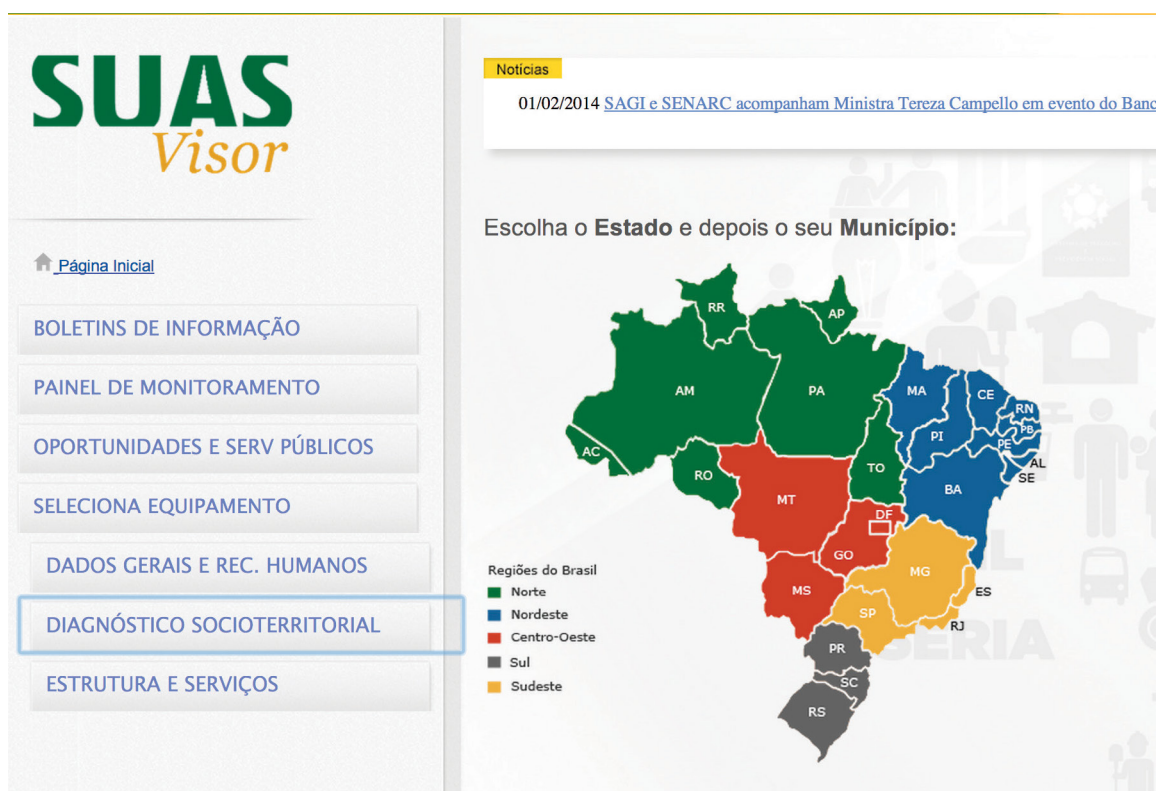 SUAS
Visor
Página Inicial
BOLETINS DE INFORMAÇÃO
PAINEL DE MONITORAMENTO
OPORTUNIDADES E SERV PÚBLICOS
SELECIONA EQUIPAMENTO
DADOS GERAIS E REC. HUMANOS
DIAGNÓSTICO SOCIOTERRITORIAL
ESTRUTURA E SERVIÇOS
Notícias
01/02/2014 SAGI e SENARC acompanham Ministra Tereza Campello em evento do Banc
Escolha o Estado e depois o seu Município:
RR
AP
AM
PA
MA
CE
RN
PB
PI
PE
AC
AL
TO
SE
RO
BA
MT
DF
GO
MG
MS
ES
SP
RJ
PR
SC
RS
Regiões do Brasil
Norte
Nordeste
Centro-Oeste
Sul
Sudeste